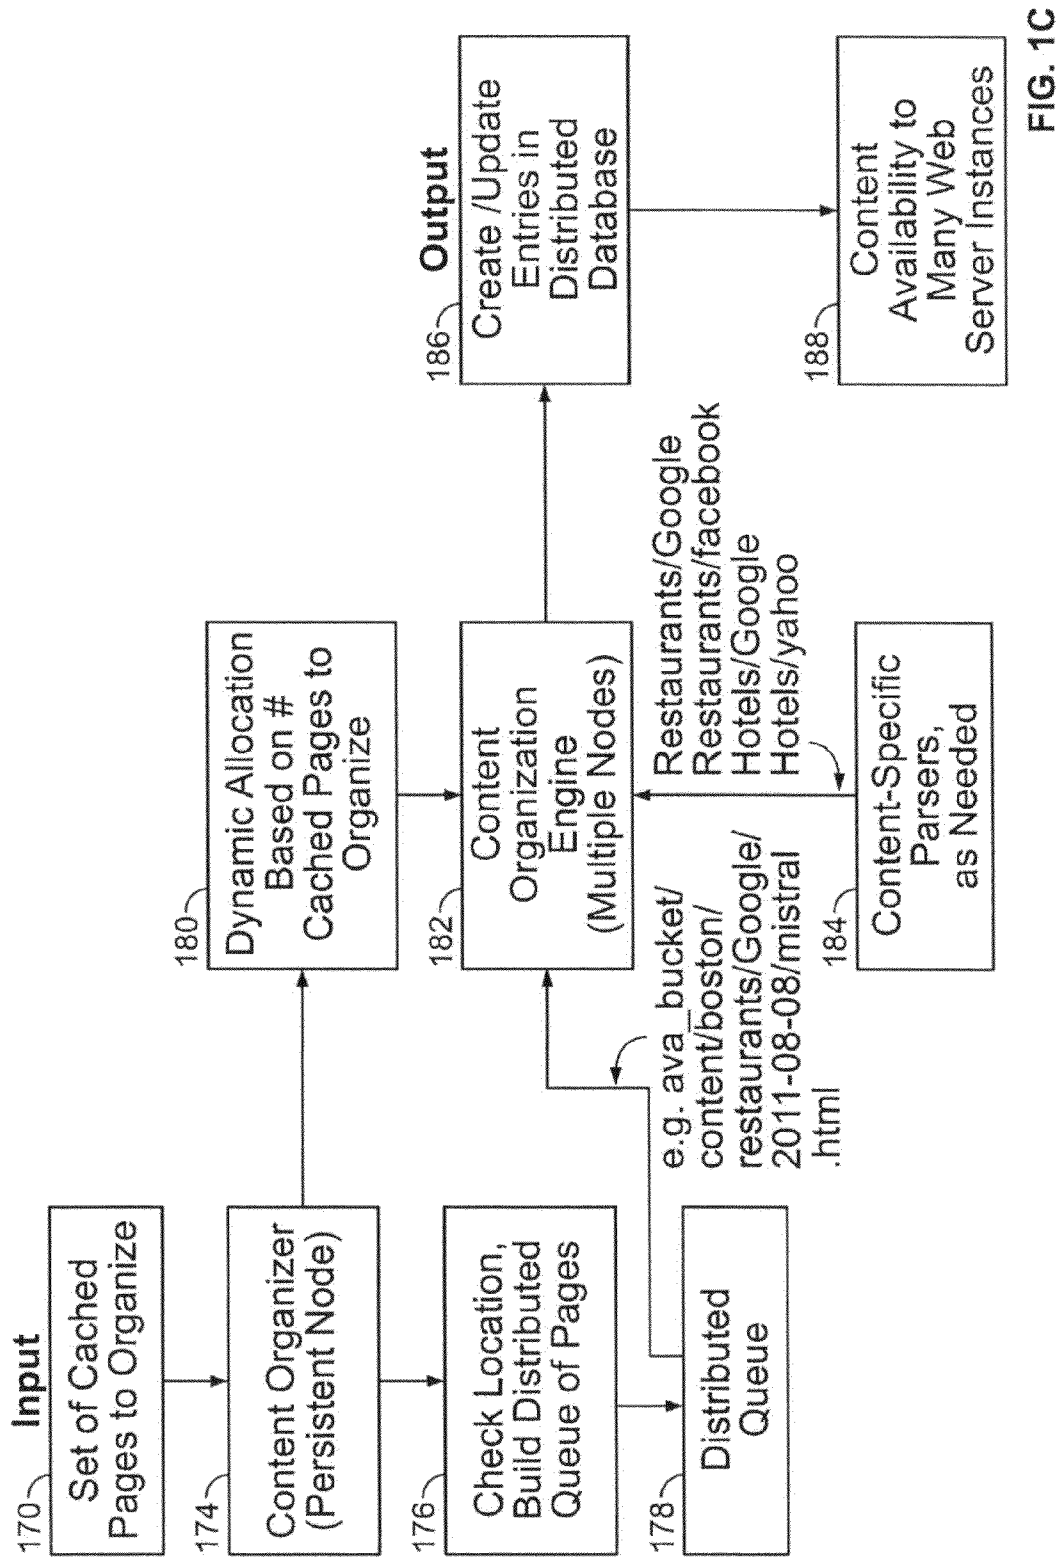 Input
170
Set of Cached
Pages to Organize
174
Content Organizer
(Persistent Node)
176
Check Location,
Build Distributed
Queue of Pages
178
Distributed
Queue
180
Dynamic Allocation
Based on #
Cached Pages to
Organize
182
Content
Organization
Engine
(Multiple Nodes)
e.g. ava_bucket/
content/boston/
restaurants/Google/
2011-08-08/mistral
.html
Restaurants/Google
Restaurants/facebook
Hotels/Google
Hotels/yahoo
184
Content-Specific
Parsers,
as Needed
Output
186
Create /Update
Entries in
Distributed
Database
188
Content
Availability to
Many Web
Server Instances
FIG. 1C